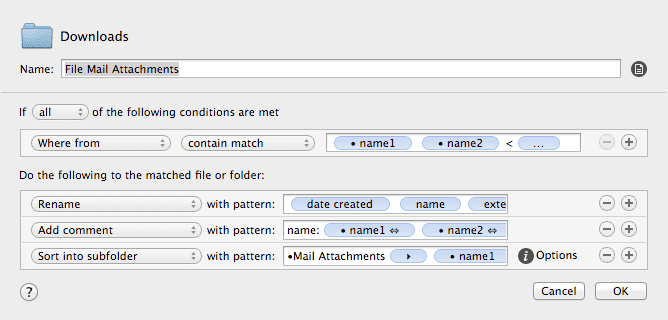 Downloads
Name: File Mail Attachments
If all of the following conditions are met
Where from contain match • name1 • name2 < ...
Do the following to the matched file or folder:
Rename with pattern: date created name exte
Add comment with pattern: name: • name1 ⇔ • name2 ⇔
Sort into subfolder with pattern: •Mail Attachments ▸ • name1 i Options
? Cancel OK